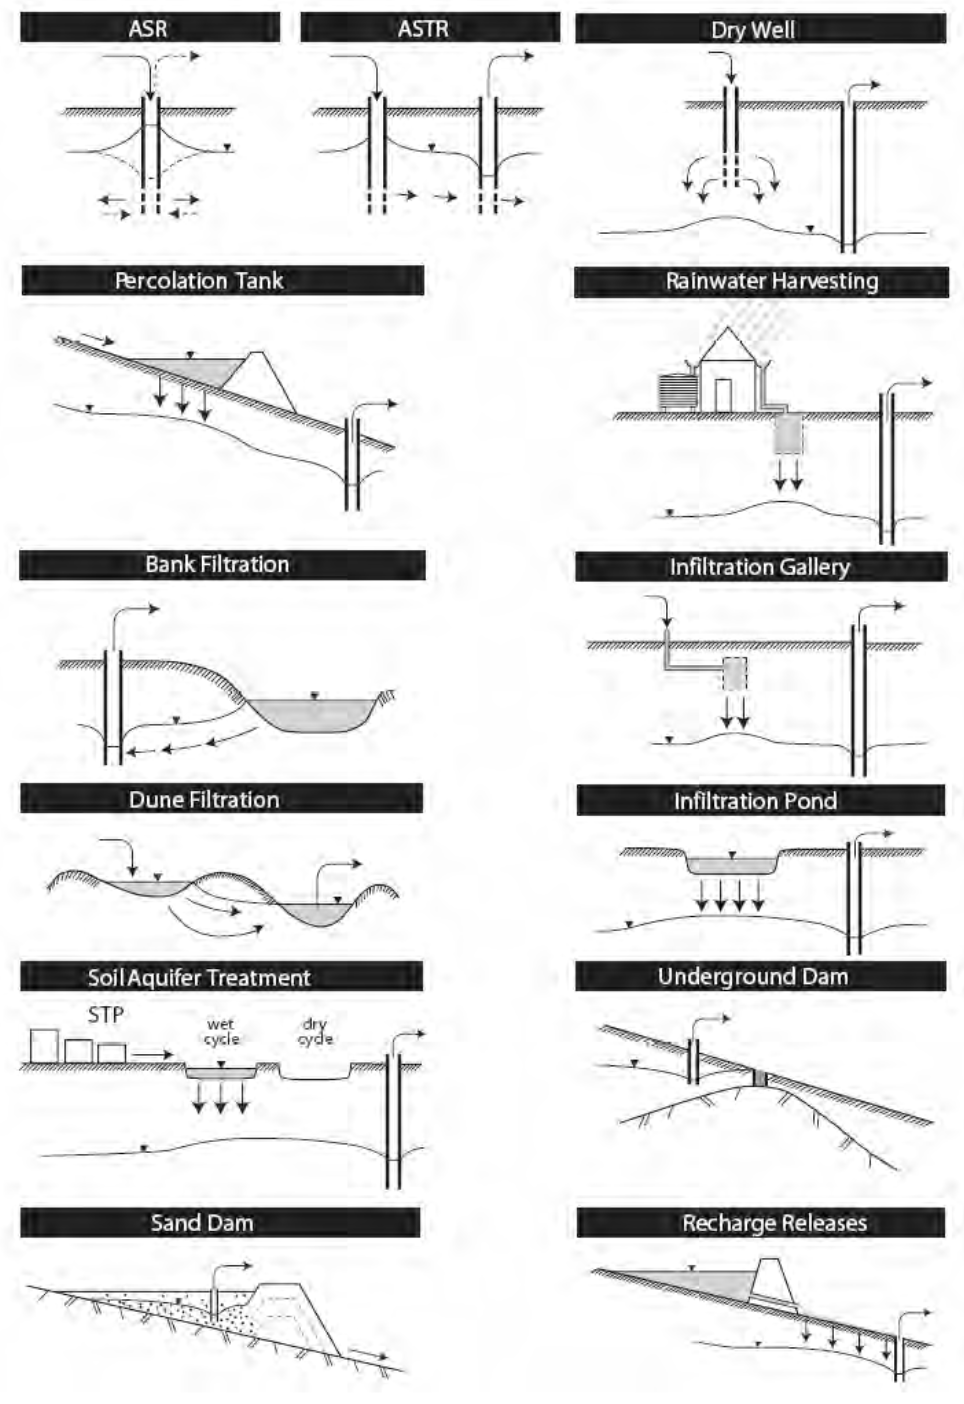 ASR
ASTR
Dry Well
Percolation Tank
Rainwater Harvesting
Bank Filtration
Infiltration Gallery
Dune Filtration
Infiltration Pond
Soil Aquifer Treatment
STP
wet
cycle
dry
cycle
Underground Dam
Sand Dam
Recharge Releases